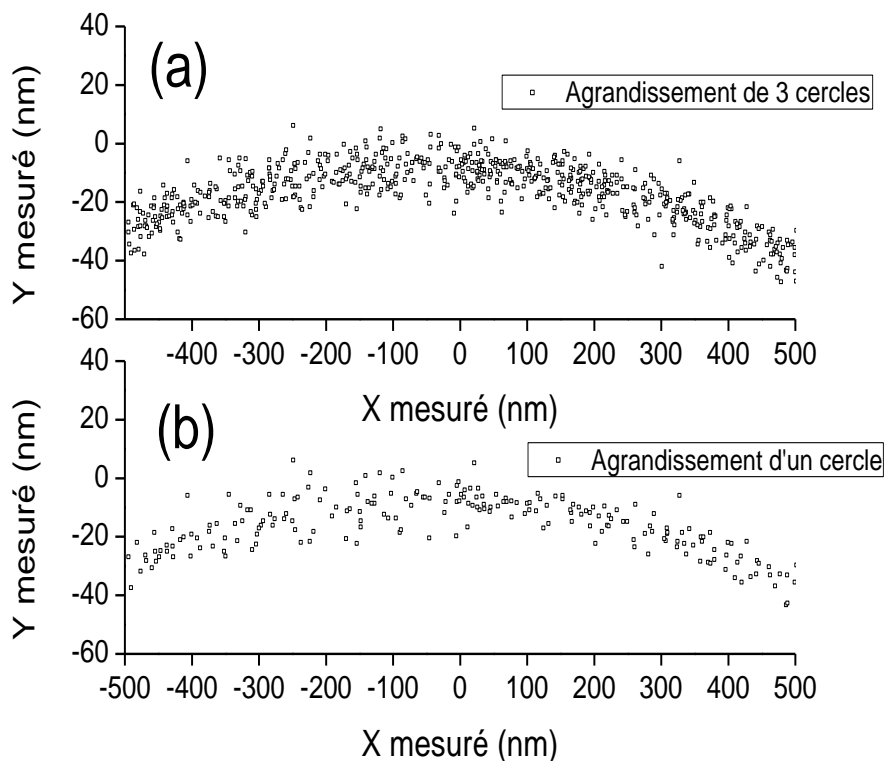 40
(a)
20
Agrandissement de 3 cercles
0
-20
-40
-60
Y mesuré (nm)
-400 -300 -200 -100 0 100 200 300 400 500
X mesuré (nm)
40
(b)
20
Agrandissement d'un cercle
0
-20
-40
-60
Y mesuré (nm)
-500 -400 -300 -200 -100 0 100 200 300 400 500
X mesuré (nm)